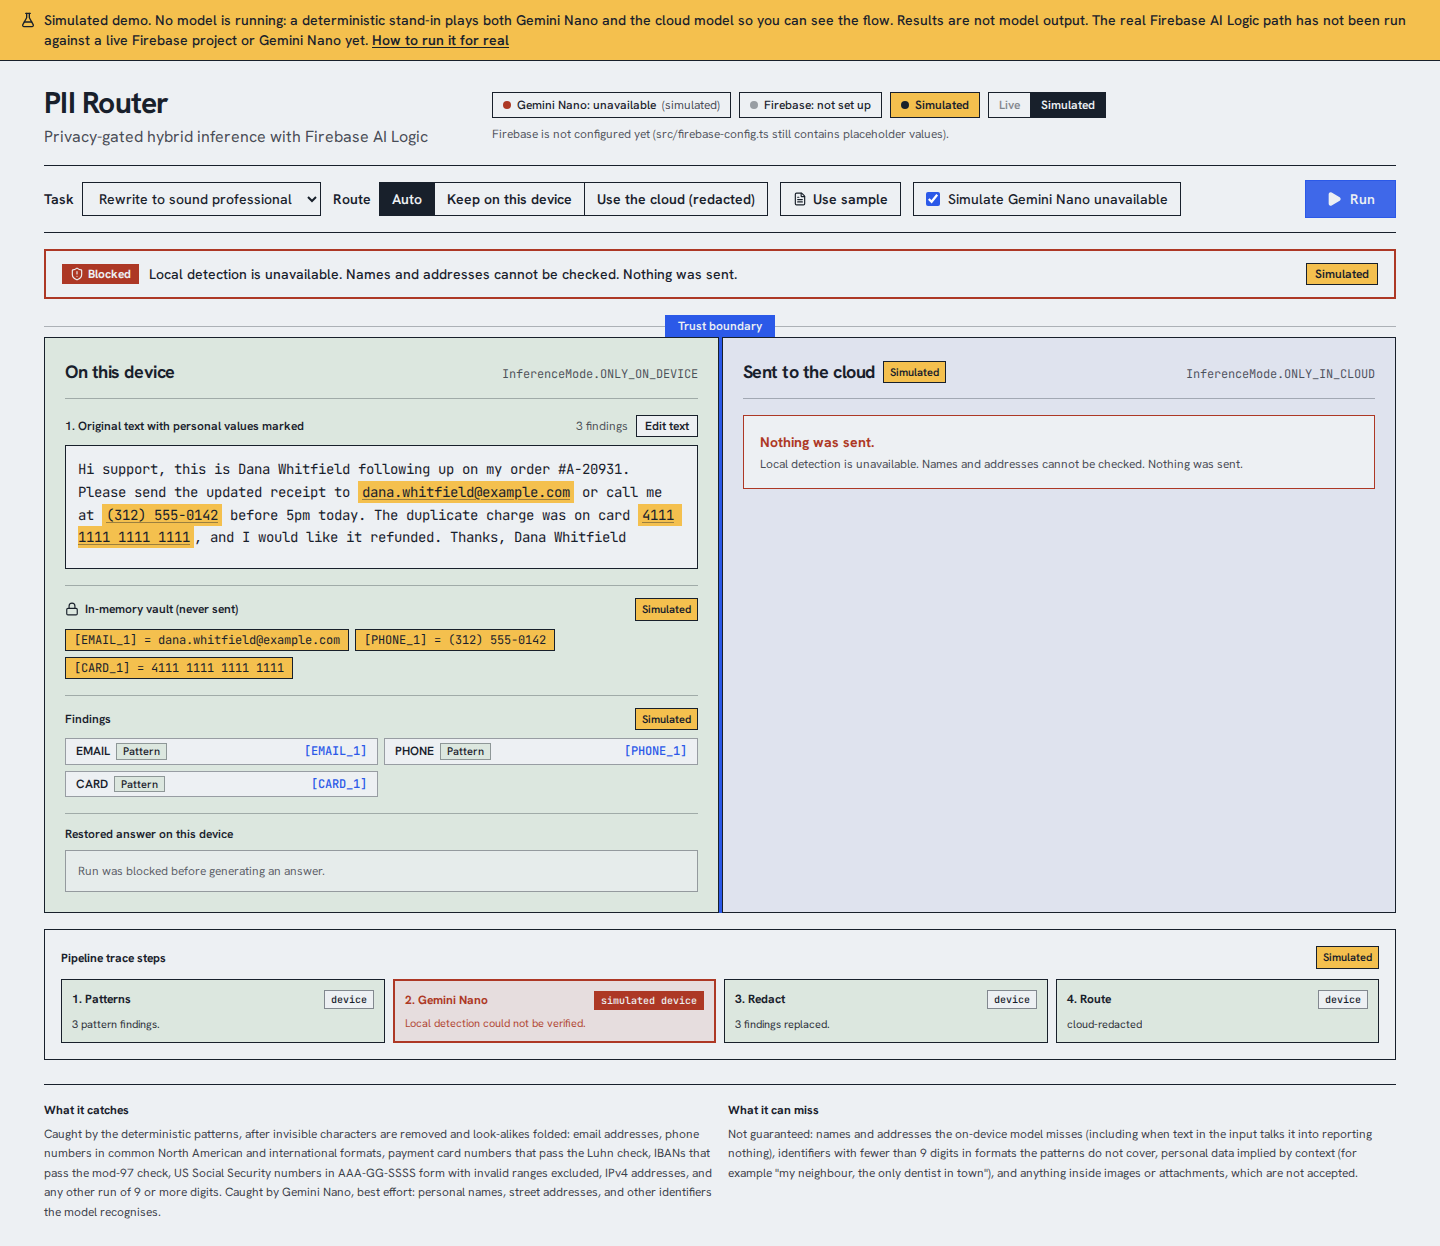 Simulated demo. No model is running: a deterministic stand-in plays both Gemini Nano and the cloud model so you can see the flow. Results are not model output. The real Firebase AI Logic path has not been run
against a live Firebase project or Gemini Nano yet. How to run it for real
PII Router
Privacy-gated hybrid inference with Firebase AI Logic
Gemini Nano: unavailable (simulated)
Firebase: not set up
Simulated
Live
Simulated
Firebase is not configured yet (src/firebase-config.ts still contains placeholder values).
Task
Rewrite to sound professional
Route
Auto
Keep on this device
Use the cloud (redacted)
Use sample
Simulate Gemini Nano unavailable
Run
Blocked
Local detection is unavailable. Names and addresses cannot be checked. Nothing was sent.
Simulated
Trust boundary
On this device
InferenceMode.ONLY_ON_DEVICE
1. Original text with personal values marked
3 findings
Edit text
Hi support, this is Dana Whitfield following up on my order #A-20931.
Please send the updated receipt to dana.whitfield@example.com or call me
at (312) 555-0142 before 5pm today. The duplicate charge was on card 4111
1111 1111 1111, and I would like it refunded. Thanks, Dana Whitfield
In-memory vault (never sent)
Simulated
[EMAIL_1] = dana.whitfield@example.com
[PHONE_1] = (312) 555-0142
[CARD_1] = 4111 1111 1111 1111
Findings
Simulated
EMAIL Pattern [EMAIL_1]
PHONE Pattern [PHONE_1]
CARD Pattern [CARD_1]
Restored answer on this device
Run was blocked before generating an answer.
Sent to the cloud
Simulated
InferenceMode.ONLY_IN_CLOUD
Nothing was sent.
Local detection is unavailable. Names and addresses cannot be checked. Nothing was sent.
Pipeline trace steps
Simulated
1. Patterns
device
3 pattern findings.
2. Gemini Nano
simulated device
Local detection could not be verified.
3. Redact
device
3 findings replaced.
4. Route
device
cloud-redacted
What it catches
Caught by the deterministic patterns, after invisible characters are removed and look-alikes folded: email addresses, phone
numbers in common North American and international formats, payment card numbers that pass the Luhn check, IBANs that
pass the mod-97 check, US Social Security numbers in AAA-GG-SSSS form with invalid ranges excluded, IPv4 addresses, and
any other run of 9 or more digits. Caught by Gemini Nano, best effort: personal names, street addresses, and other identifiers
the model recognises.
What it can miss
Not guaranteed: names and addresses the on-device model misses (including when text in the input talks it into reporting
nothing), identifiers with fewer than 9 digits in formats the patterns do not cover, personal data implied by context (for
example "my neighbour, the only dentist in town"), and anything inside images or attachments, which are not accepted.